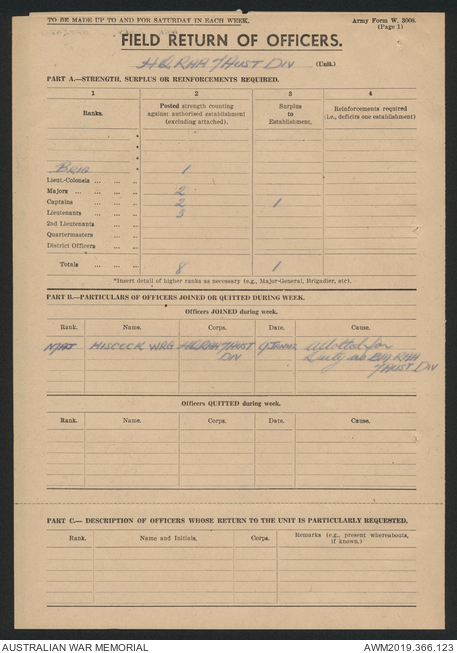 TO BE MADE UP TO AND FOR SATURDAY IN EACH WEEK.
Army Form W. 3008.
(Page 1)
FIELD RETURN OF OFFICERS.
HQ RHH 7/AUST DIV (Unit.)
PART A.—STRENGTH, SURPLUS OR REINFORCEMENTS REQUIRED.
1 2 3 4
Ranks. Posted strength counting against authorised establishment (excluding attached). Surplus to Establishment. Reinforcements required (i.e., deficits one establishment)
*
*
*
BRIG * 1
Lieut.-Colonels ... ... ...
Majors ... ... ... ... 2
Captains ... ... ... 2 1
Lieutenants ... ... ... 3
2nd Lieutenants ... ...
Quartermasters ... ...
District Officers ... ...
Totals ... ... ... 8 1
*Insert detail of higher ranks as necessary (e.g., Major-General, Brigadier, etc).
PART B.—PARTICULARS OF OFFICERS JOINED OR QUITTED DURING WEEK.
Officers JOINED during week.
Rank. Name. Corps. Date. Cause.
MAJ HISCOCK WRG HQ RHH 7/AUST Allotted for
DIV duty as RHH
7/AUST DIV
Officers QUITTED during week.
Rank. Name. Corps. Date. Cause.
PART C.— DESCRIPTION OF OFFICERS WHOSE RETURN TO THE UNIT IS PARTICULARLY REQUESTED.
Rank. Name and Initials. Corps. Remarks (e.g., present whereabouts, if known.)
AUSTRALIAN WAR MEMORIAL
AWM2019.366.123